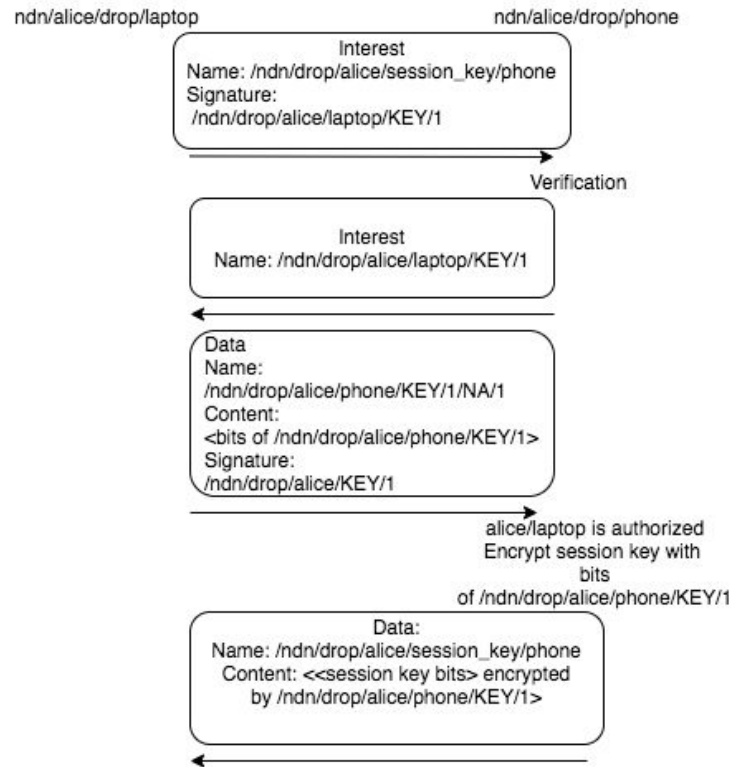 ndn/alice/drop/laptop
ndn/alice/drop/phone
Interest
Name: /ndn/drop/alice/session_key/phone
Signature:
/ndn/drop/alice/laptop/KEY/1
Verification
Interest
Name: /ndn/drop/alice/laptop/KEY/1
Data
Name:
/ndn/drop/alice/phone/KEY/1/NA/1
Content:
<bits of /ndn/drop/alice/phone/KEY/1>
Signature:
/ndn/drop/alice/KEY/1
alice/laptop is authorized
Encrypt session key with
bits
of /ndn/drop/alice/phone/KEY/1
Data:
Name: /ndn/drop/alice/session_key/phone
Content: <<session key bits> encrypted
by /ndn/drop/alice/phone/KEY/1>